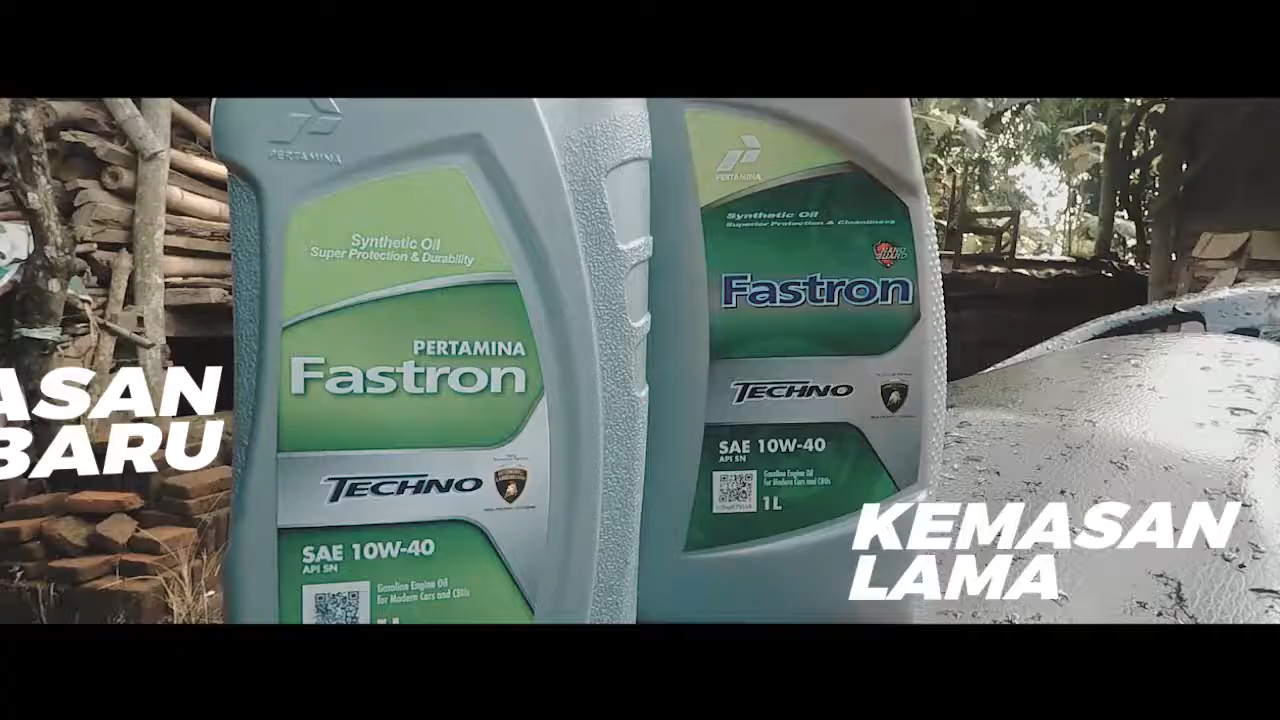 PERTAMINA
Synthetic Oil
Super Protection & Durability
PERTAMINA
Fastron
TECHNO
SAE 10W-40
API SN
Gasoline Engine Oil
for Modern Cars and CBUs
ASAN
BARU
PERTAMINA
Synthetic Oil
Superior Protection & Cleanliness
Fastron
TECHNO
SAE 10W-40
API SN
Gasoline Engine Oil
for Modern Cars and CBUs
1L
KEMASAN
LAMA